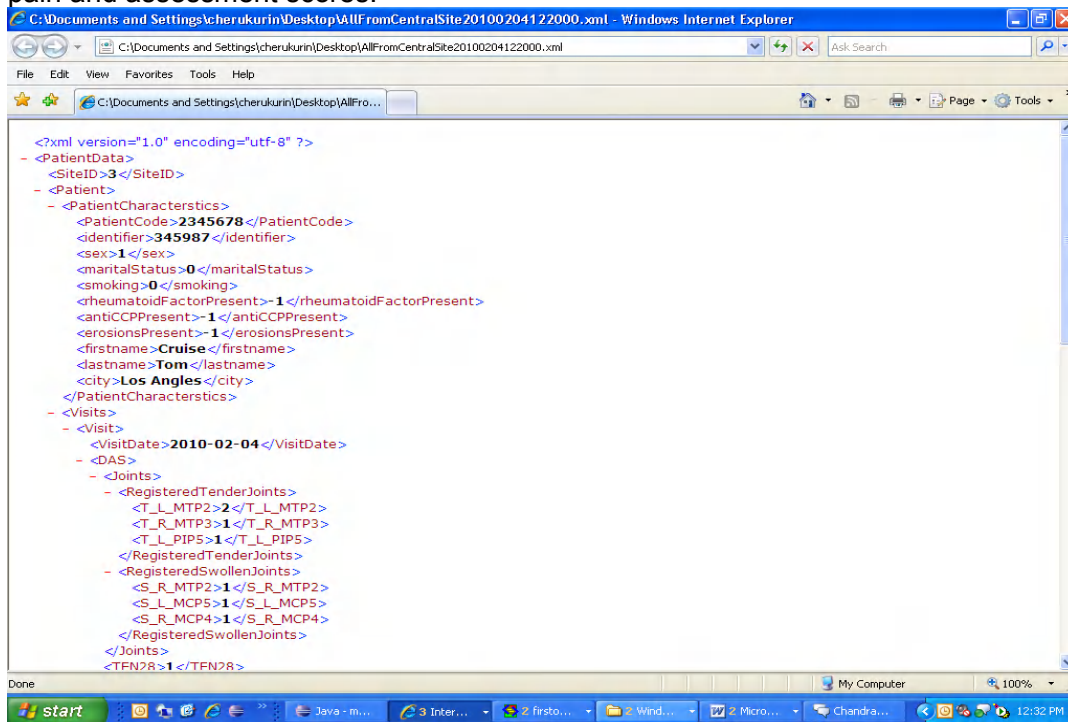 pain and assessment scores.
C:\Documents and Settings\cherukurin\Desktop\AllFromCentralSite20100204122000.xml - Windows Internet Explorer
C:\Documents and Settings\cherukurin\Desktop\AllFromCentralSite20100204122000.xml
Ask Search
File Edit View Favorites Tools Help
C:\Documents and Settings\cherukurin\Desktop\AllFro...
Page Tools
<?xml version="1.0" encoding="utf-8" ?>
- <PatientData>
<SiteID>3</SiteID>
- <Patient>
- <PatientCharacterstics>
<PatientCode>2345678</PatientCode>
<identifier>345987</identifier>
<sex>1</sex>
<maritalStatus>0</maritalStatus>
<smoking>0</smoking>
<rheumatoidFactorPresent>-1</rheumatoidFactorPresent>
<antiCCPPresent>-1</antiCCPPresent>
<erosionsPresent>-1</erosionsPresent>
<firstname>Cruise</firstname>
<lastname>Tom</lastname>
<city>Los Angles</city>
</PatientCharacterstics>
- <Visits>
- <Visit>
<VisitDate>2010-02-04</VisitDate>
- <DAS>
- <Joints>
- <RegisteredTenderJoints>
<T_L_MTP2>2</T_L_MTP2>
<T_R_MTP3>1</T_R_MTP3>
<T_L_PIP5>1</T_L_PIP5>
</RegisteredTenderJoints>
- <RegisteredSwollenJoints>
<S_R_MTP2>1</S_R_MTP2>
<S_L_MCP5>1</S_L_MCP5>
<S_R_MCP4>1</S_R_MCP4>
</RegisteredSwollenJoints>
</Joints>
<TEN28>1</TEN28>
Done My Computer 100%
start Java - m... 3 Inter... 2 firsto... 2 Wind... 2 Micro... Chandra... 12:32 PM